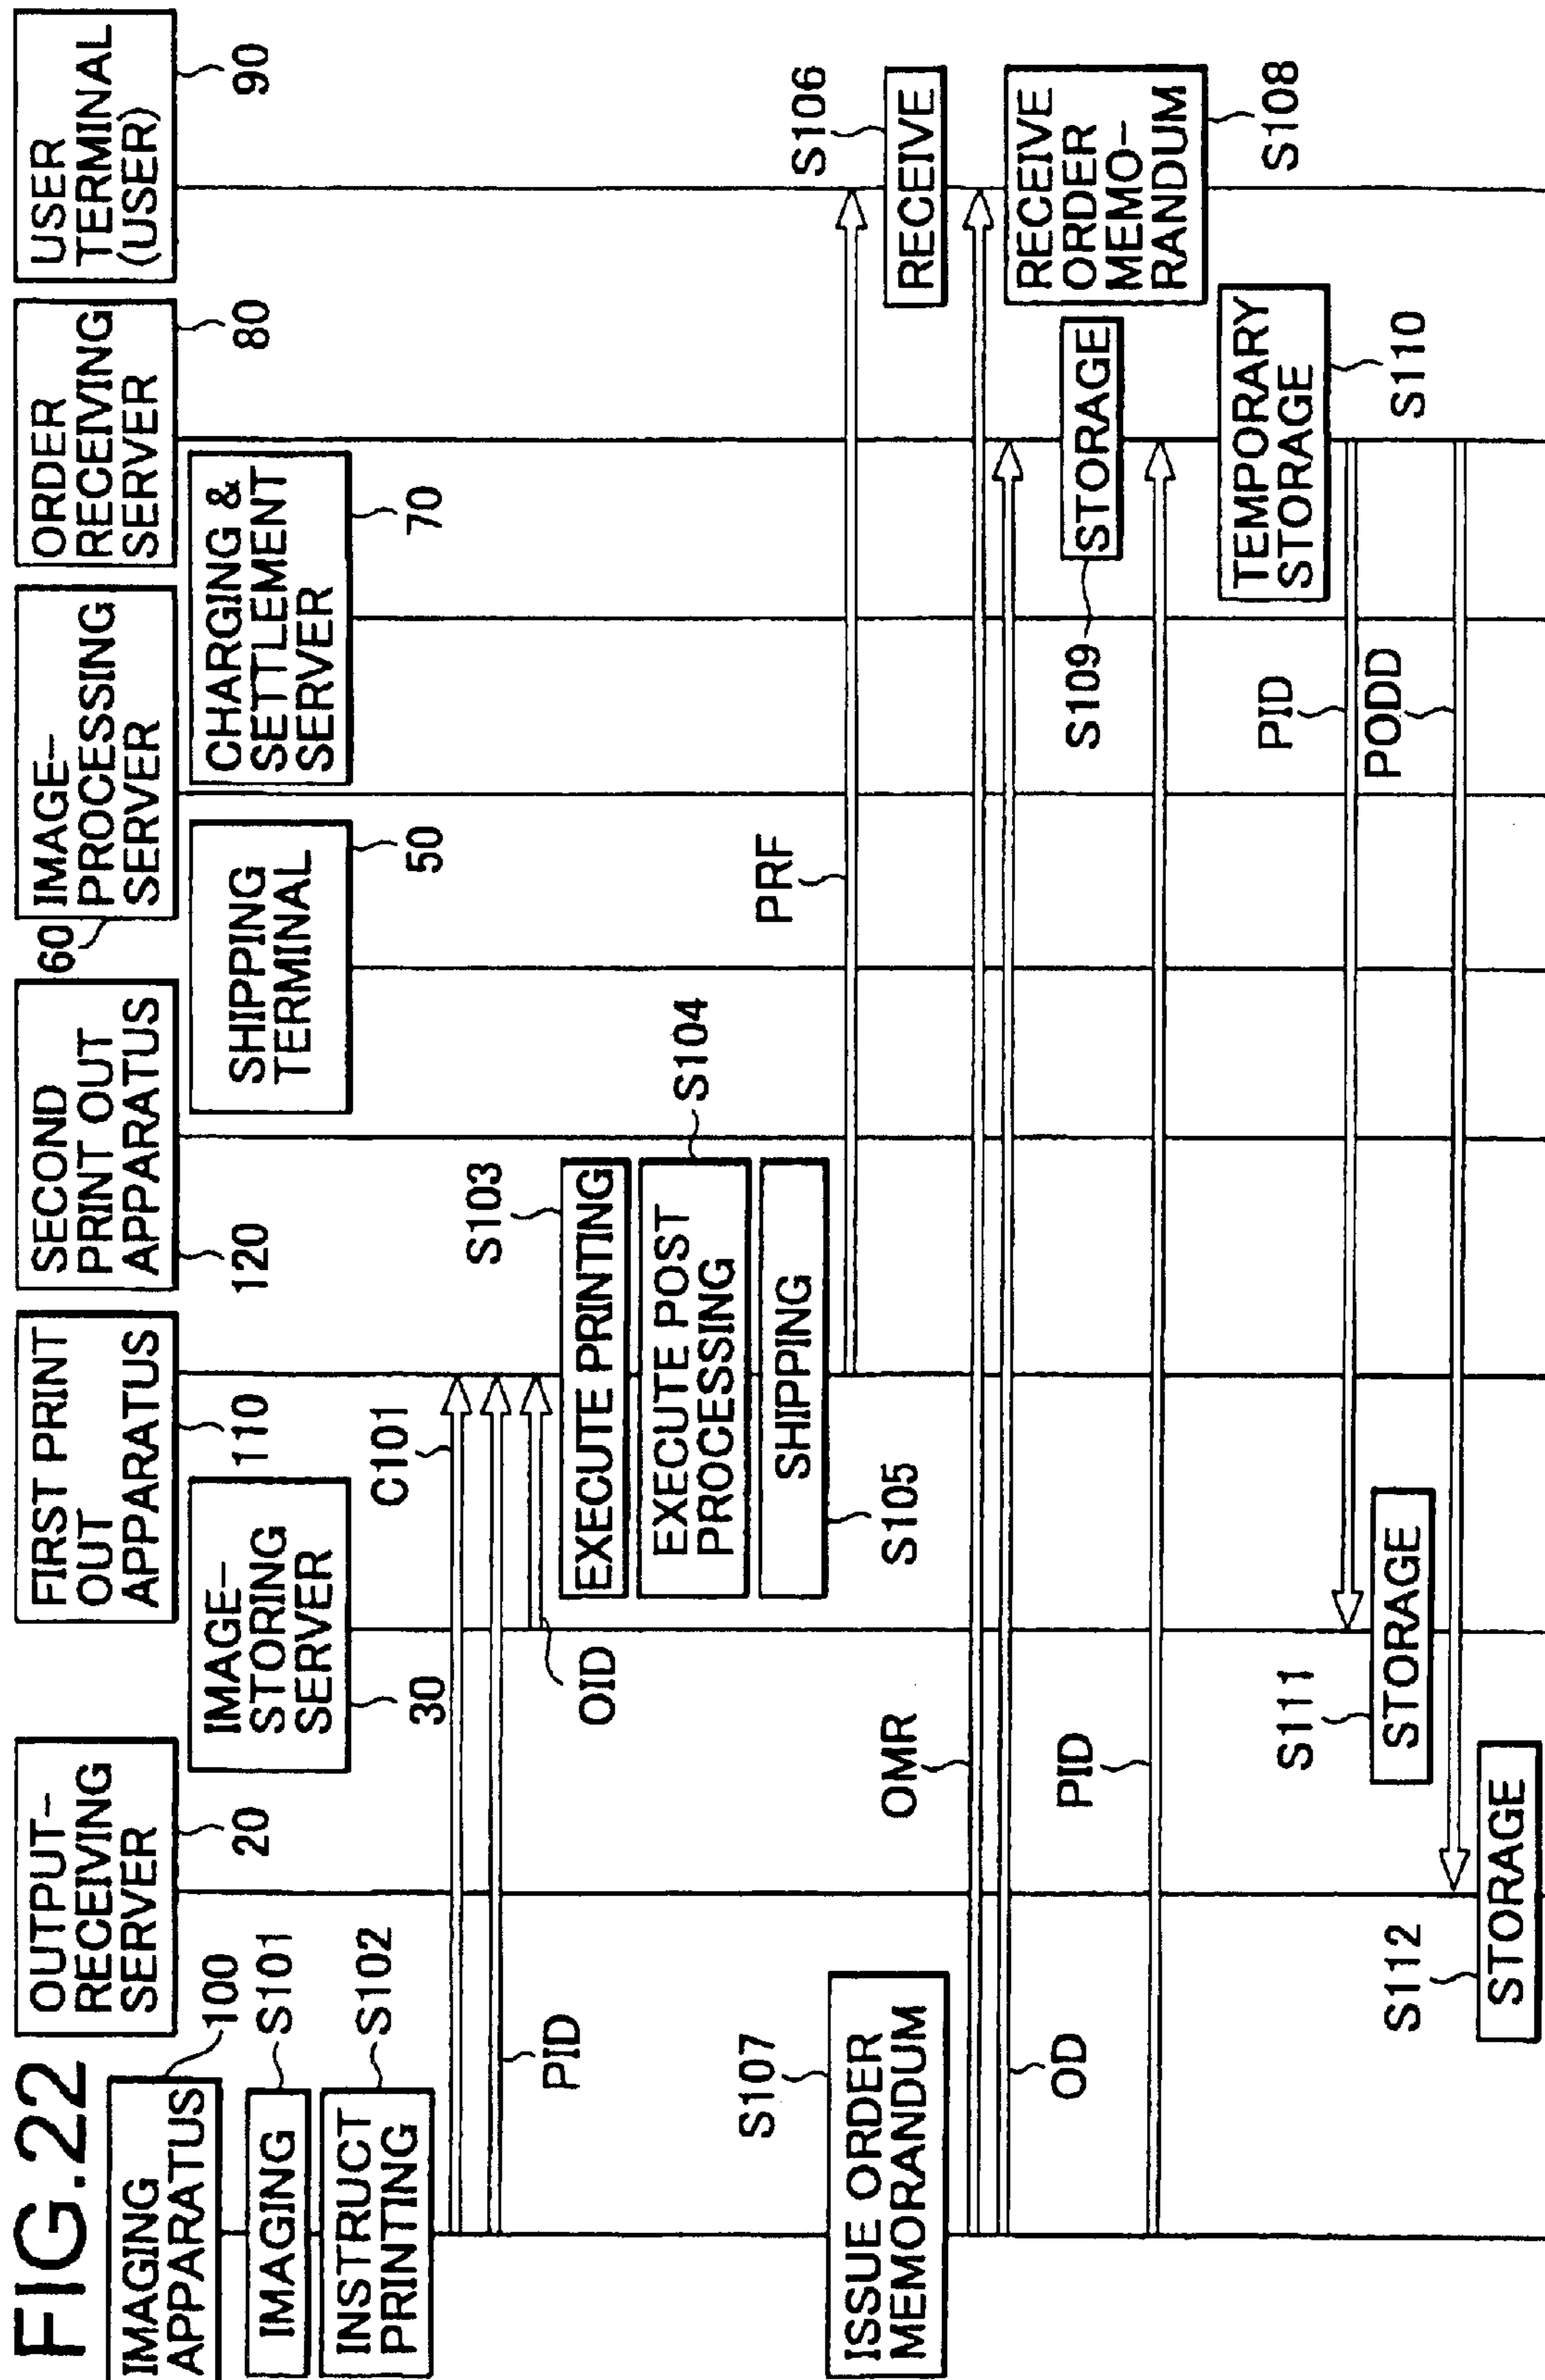 FIG.22
IMAGING
APPARATUS
100
OUTPUT-
RECEIVING
SERVER
20
IMAGE-
STORING
SERVER
30
FIRST PRINT
OUT
APPARATUS
110
SECOND
PRINT OUT
APPARATUS
120
SHIPPING
TERMINAL
50
IMAGE-
PROCESSING
SERVER
60
CHARGING &
SETTLEMENT
SERVER
70
ORDER
RECEIVING
SERVER
80
USER
TERMINAL
(USER)
90
IMAGING
S101
INSTRUCT
PRINTING
S102
C101
PID
OID
S103
EXECUTE PRINTING
EXECUTE POST
PROCESSING
S104
SHIPPING
S105
PRF
S106
RECEIVE
S107
ISSUE ORDER
MEMORANDUM
OMR
OD
RECEIVE
ORDER
MEMO-
RANDUM
S108
STORAGE
S109
PID
TEMPORARY
STORAGE
S110
PID
S111
STORAGE
PODD
S112
STORAGE